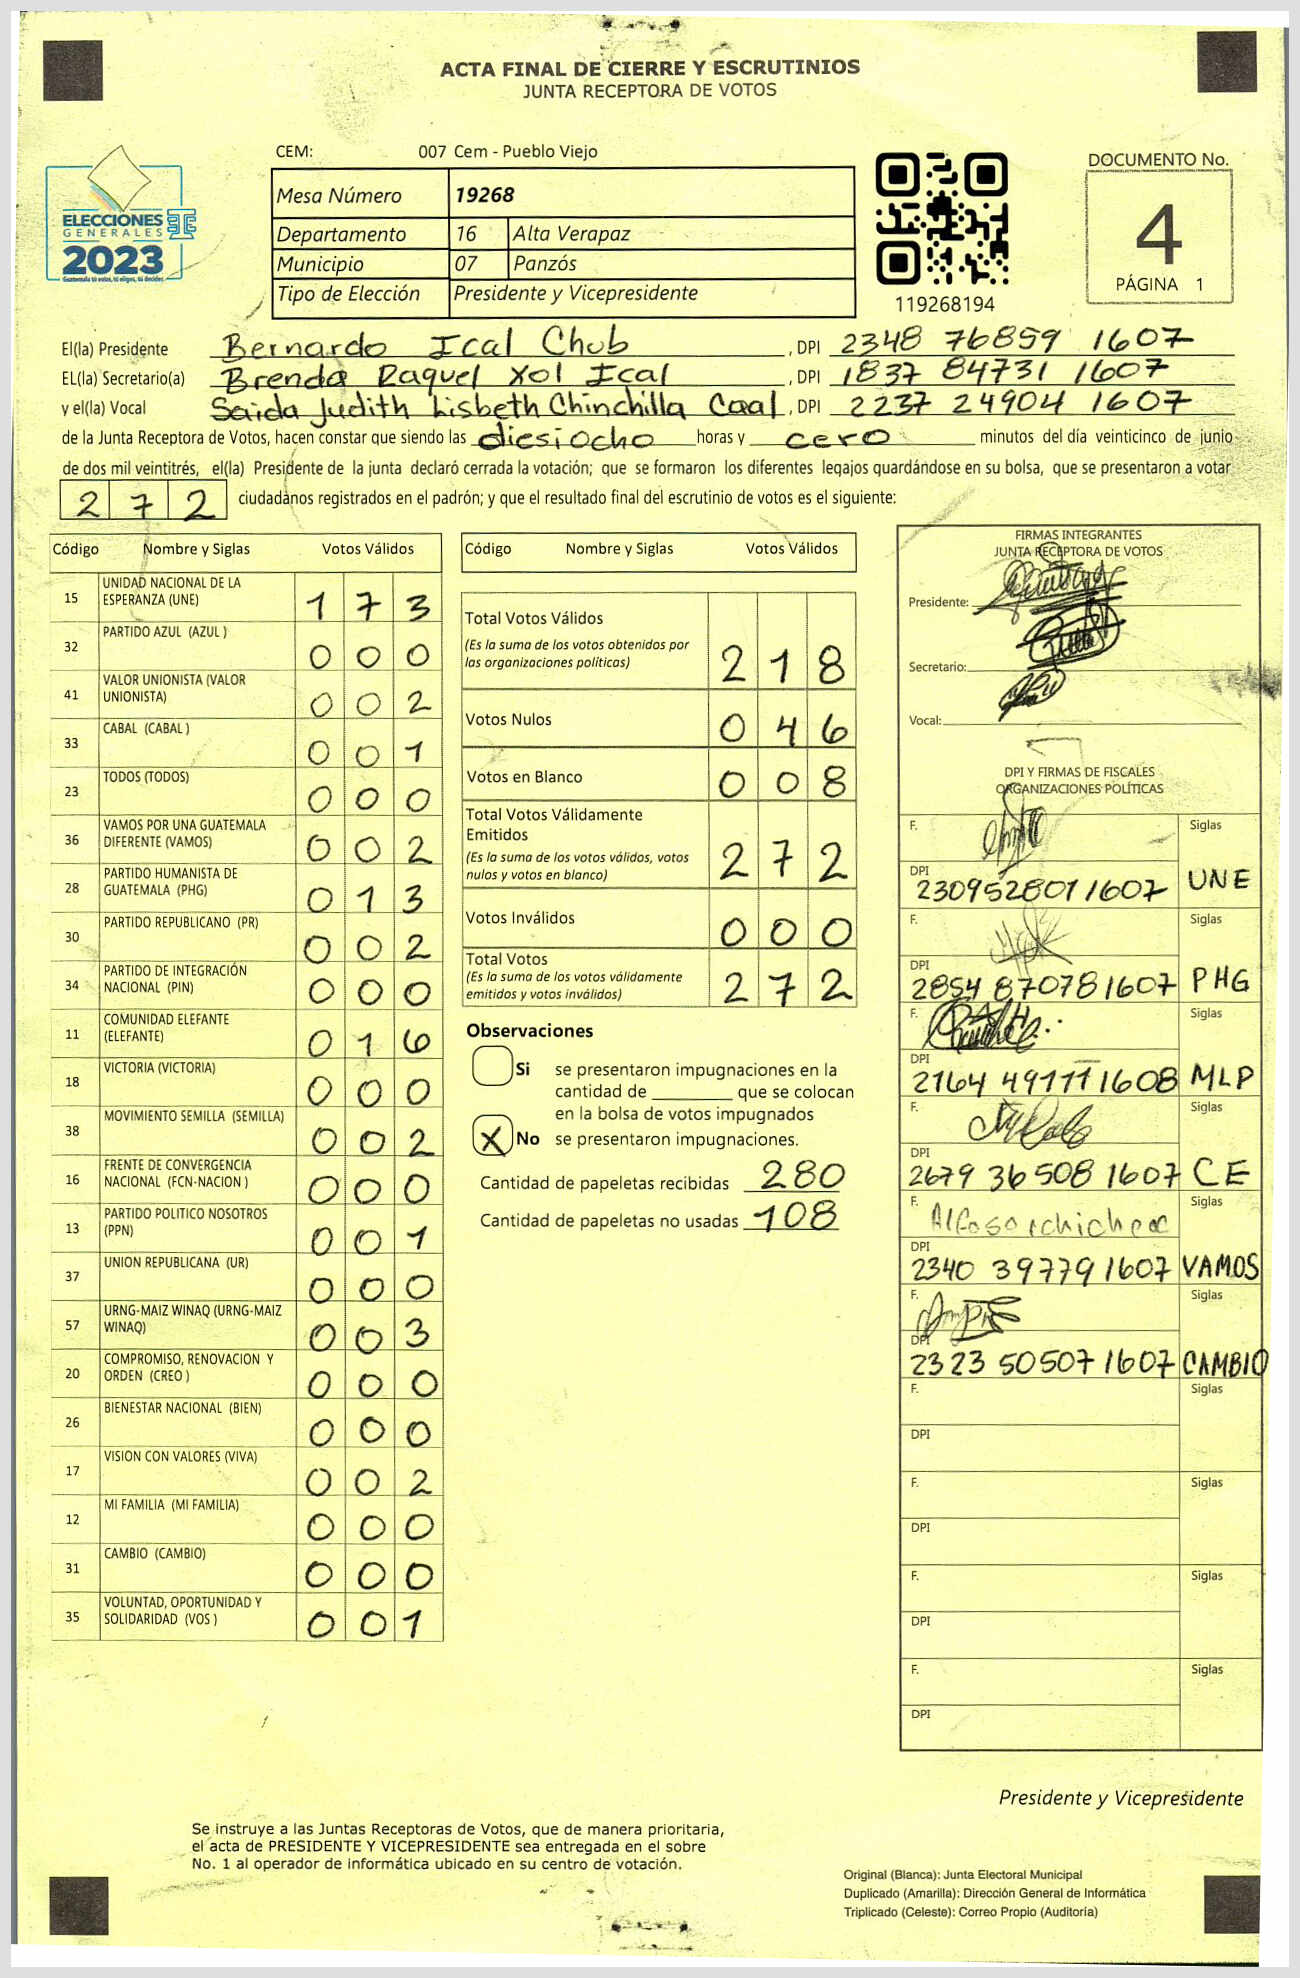 ACTA FINAL DE CIERRE Y ESCRUTINIOS
JUNTA RECEPTORA DE VOTOS
CEM: 007 Cem - Pueblo Viejo
Mesa Número 19268
Departamento 16 Alta Verapaz
Municipio 07 Panzós
Tipo de Elección Presidente y Vicepresidente
ELECCIONES
GENERALES
2023
Guatemala tú votas, tú eliges, tú decides
119268194
DOCUMENTO No.
4
PÁGINA 1
El(la) Presidente Bernardo Ical Chub , DPI 2348 76859 1607
EL(la) Secretario(a) Brenda Raquel Xol Ical , DPI 1837 84731 1607
y el(la) Vocal Saida Judith Lisbeth Chinchilla Caal , DPI 2237 24904 1607
de la Junta Receptora de Votos, hacen constar que siendo las diesiocho horas y cero minutos del día veinticinco de junio
de dos mil veintitrés, el(la) Presidente de la junta declaró cerrada la votación; que se formaron los diferentes legajos guardándose en su bolsa, que se presentaron a votar
272 ciudadanos registrados en el padrón; y que el resultado final del escrutinio de votos es el siguiente:
Código Nombre y Siglas Votos Válidos
15 UNIDAD NACIONAL DE LA ESPERANZA (UNE) 1 7 3
32 PARTIDO AZUL (AZUL ) 0 0 0
41 VALOR UNIONISTA (VALOR UNIONISTA) 0 0 2
33 CABAL (CABAL ) 0 0 1
23 TODOS (TODOS) 0 0 0
36 VAMOS POR UNA GUATEMALA DIFERENTE (VAMOS) 0 0 2
28 PARTIDO HUMANISTA DE GUATEMALA (PHG) 0 1 3
30 PARTIDO REPUBLICANO (PR) 0 0 2
34 PARTIDO DE INTEGRACIÓN NACIONAL (PIN) 0 0 0
11 COMUNIDAD ELEFANTE (ELEFANTE) 0 1 6
18 VICTORIA (VICTORIA) 0 0 0
38 MOVIMIENTO SEMILLA (SEMILLA) 0 0 2
16 FRENTE DE CONVERGENCIA NACIONAL (FCN-NACION ) 0 0 0
13 PARTIDO POLITICO NOSOTROS (PPN) 0 0 1
37 UNION REPUBLICANA (UR) 0 0 0
57 URNG-MAIZ WINAQ (URNG-MAIZ WINAQ) 0 0 3
20 COMPROMISO, RENOVACION Y ORDEN (CREO ) 0 0 0
26 BIENESTAR NACIONAL (BIEN) 0 0 0
17 VISION CON VALORES (VIVA) 0 0 2
12 MI FAMILIA (MI FAMILIA) 0 0 0
31 CAMBIO (CAMBIO) 0 0 0
35 VOLUNTAD, OPORTUNIDAD Y SOLIDARIDAD (VOS ) 0 0 1
Código Nombre y Siglas Votos Válidos
Total Votos Válidos 2 1 8
(Es la suma de los votos obtenidos por
las organizaciones políticas)
Votos Nulos 0 4 6
Votos en Blanco 0 0 8
Total Votos Válidamente
Emitidos 2 7 2
(Es la suma de los votos válidos, votos
nulos y votos en blanco)
Votos Inválidos 0 0 0
Total Votos 2 7 2
(Es la suma de los votos válidamente
emitidos y votos inválidos)
Observaciones
Si se presentaron impugnaciones en la
cantidad de ________ que se colocan
en la bolsa de votos impugnados
X No se presentaron impugnaciones.
Cantidad de papeletas recibidas 280
Cantidad de papeletas no usadas 108
FIRMAS INTEGRANTES
JUNTA RECEPTORA DE VOTOS
Presidente:
Secretario:
Vocal:
DPI Y FIRMAS DE FISCALES
ORGANIZACIONES POLÍTICAS
F. Siglas
DPI 2309528011607 UNE
F. Siglas
DPI 2854 87078 1607 PHG
F. Siglas
DPI 2164 49111 1608 MLP
F. Siglas
DPI 2679 36508 1607 CE
F. Siglas
DPI 2340 39779 1607 VAMOS
F. Siglas
DPI 2323 50507 1607 CAMBIO
F. Siglas
DPI
F. Siglas
DPI
F. Siglas
DPI
F. Siglas
DPI
Presidente y Vicepresidente
Se instruye a las Juntas Receptoras de Votos, que de manera prioritaria,
el acta de PRESIDENTE Y VICEPRESIDENTE sea entregada en el sobre
No. 1 al operador de informática ubicado en su centro de votación.
Original (Blanca): Junta Electoral Municipal
Duplicado (Amarilla): Dirección General de Informática
Triplicado (Celeste): Correo Propio (Auditoría)